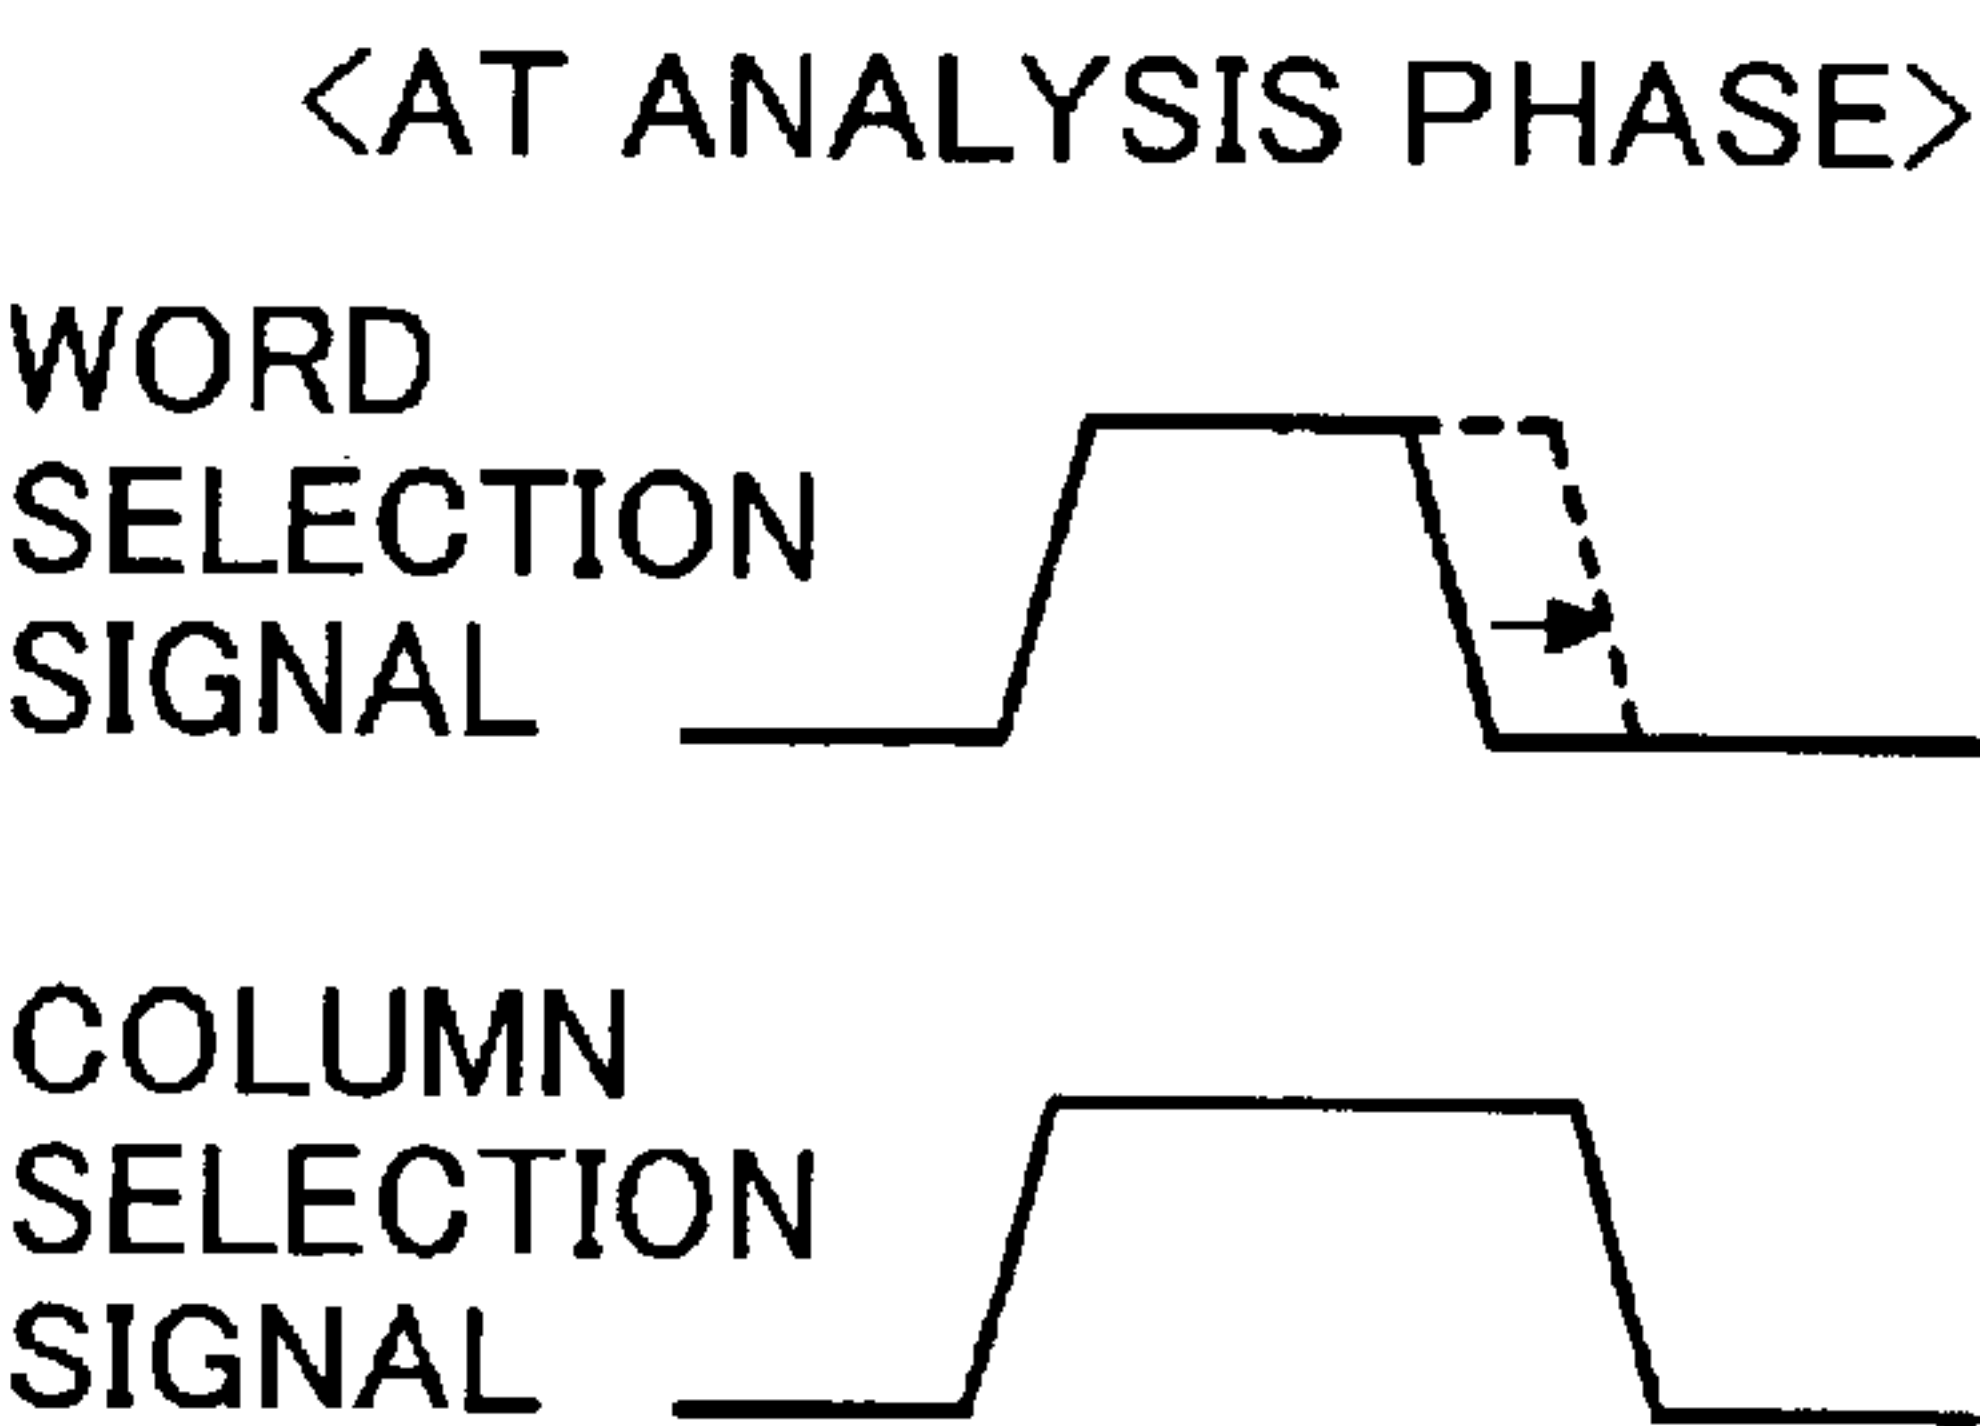 <AT ANALYSIS PHASE>
WORD
SELECTION
SIGNAL
COLUMN
SELECTION
SIGNAL